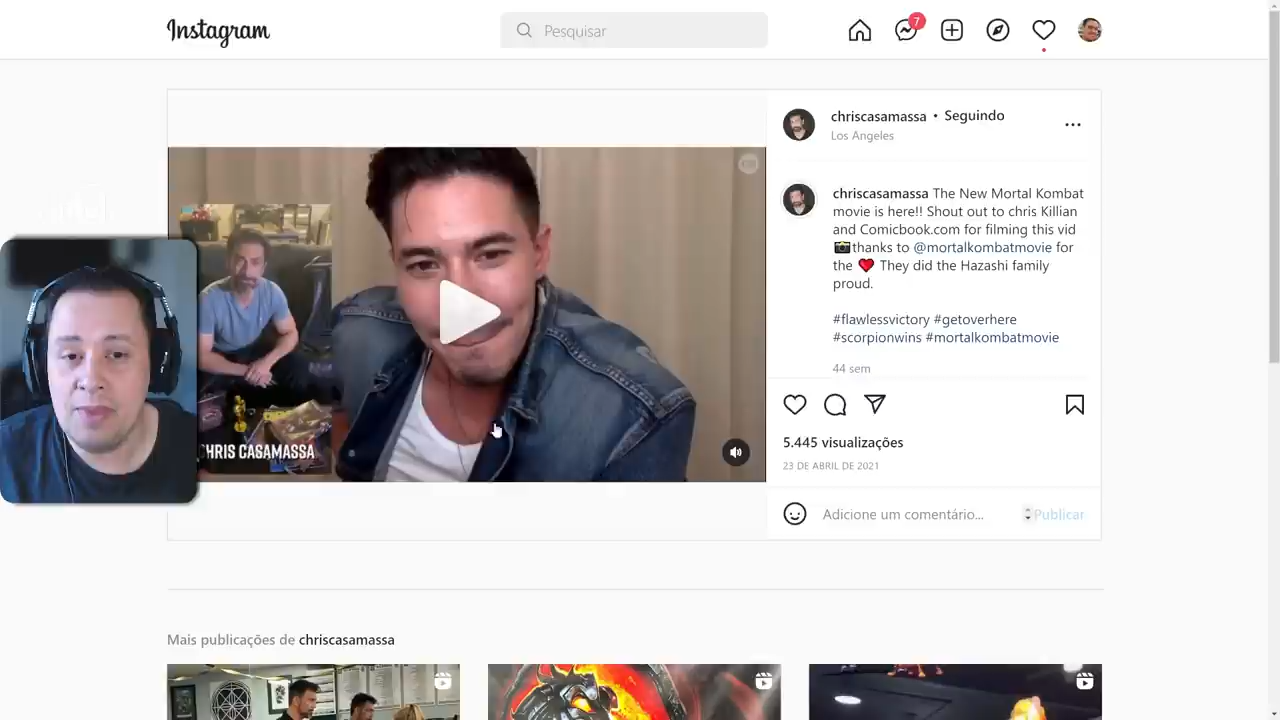 Instagram
Pesquisar
7
chriscasamassa • Seguindo
Los Angeles
chriscasamassa The New Mortal Kombat
movie is here!! Shout out to chris Killian
and Comicbook.com for filming this vid
📸thanks to @mortalkombatmovie for
the ❤️ They did the Hazashi family
proud.
#flawlessvictory #getoverhere
#scorpionwins #mortalkombatmovie
44 sem
HRIS CASAMASSA
5.445 visualizações
23 DE ABRIL DE 2021
Adicione um comentário...
Publicar
Mais publicações de chriscasamassa